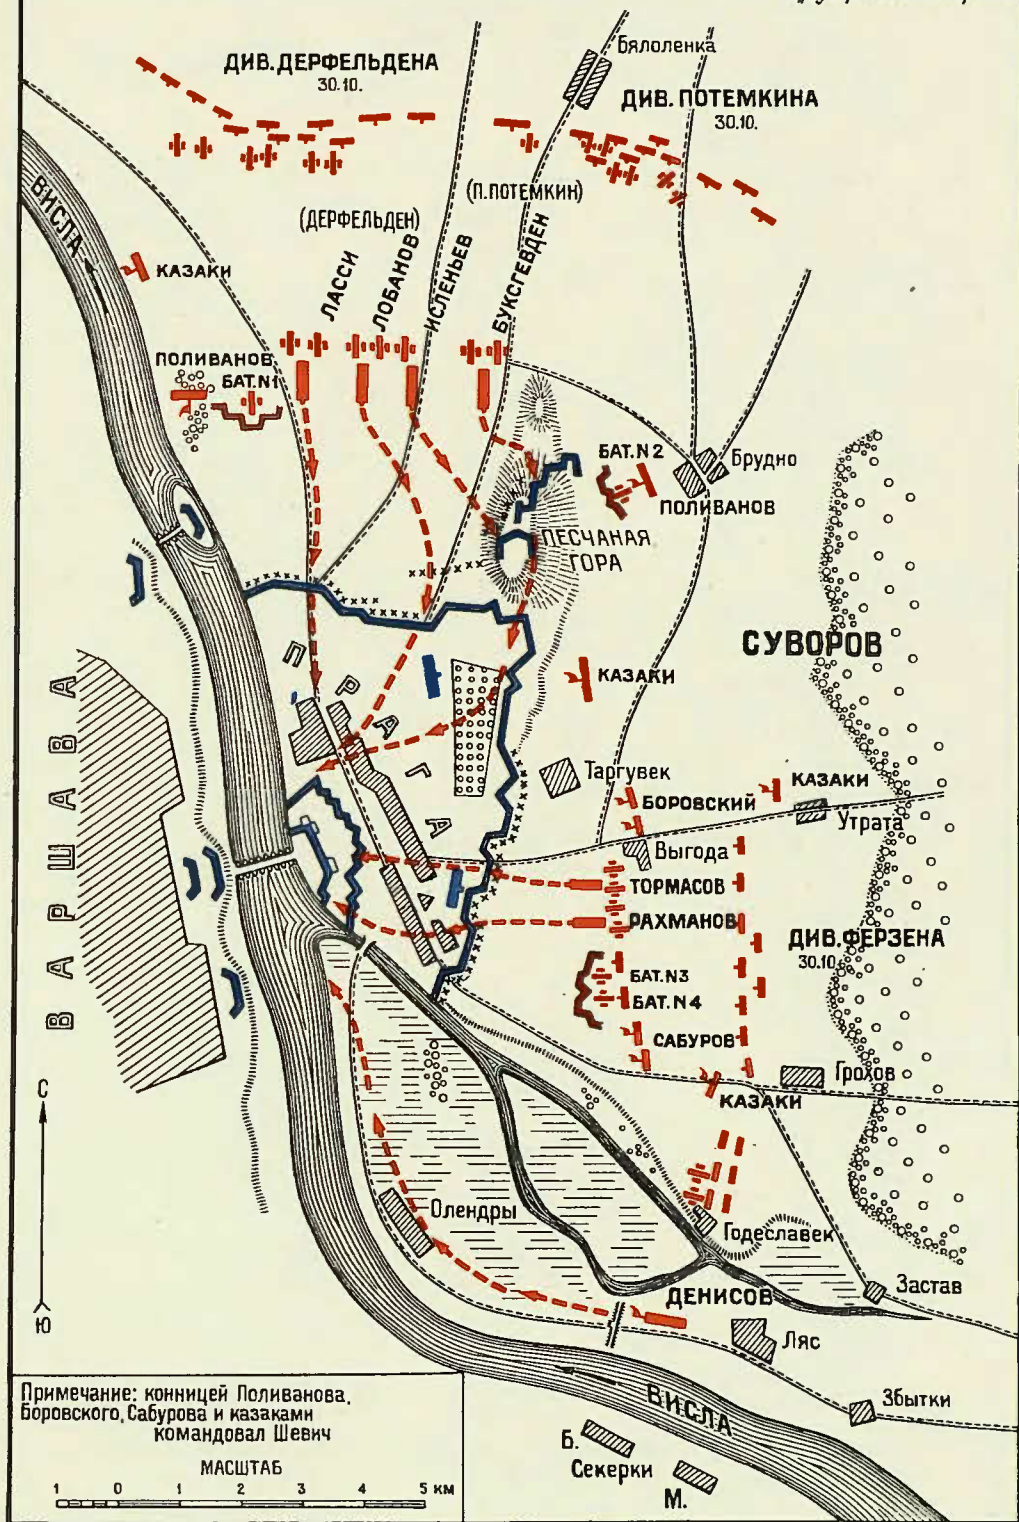 Бялоленка
ДИВ. ДЕРФЕЛЬДЕНА
30.10.
ДИВ. ПОТЕМКИНА
30.10.
ВИСЛА
(П.ПОТЕМКИН)
(ДЕРФЕЛЬДЕН)
КАЗАКИ
ЛАССИ
ЛОБАНОВ
ИСЛЕНЬЕВ
БУКСГЕВДЕН
ПОЛИВАНОВ
БАТ.N1
БАТ.N2
Брудно
ПОЛИВАНОВ
ПЕСЧАНАЯ
ГОРА
СУВОРОВ
КАЗАКИ
ПРАГА
ВАРШАВА
Таргувек
КАЗАКИ
БОРОВСКИЙ
Утрата
Выгода
ТОРМАСОВ
РАХМАНОВ
ДИВ.ФЕРЗЕНА
30.10.
БАТ.N3
БАТ.N4
САБУРОВ
Грохов
КАЗАКИ
С
Ю
Олендры
Годеславек
Застав
ДЕНИСОВ
Ляс
Збытки
ВИСЛА
Б.
Секерки
М.
Примечание: конницей Поливанова,
Боровского, Сабурова и казаками
командовал Шевич
МАСШТАБ
1 0 1 2 3 4 5 км